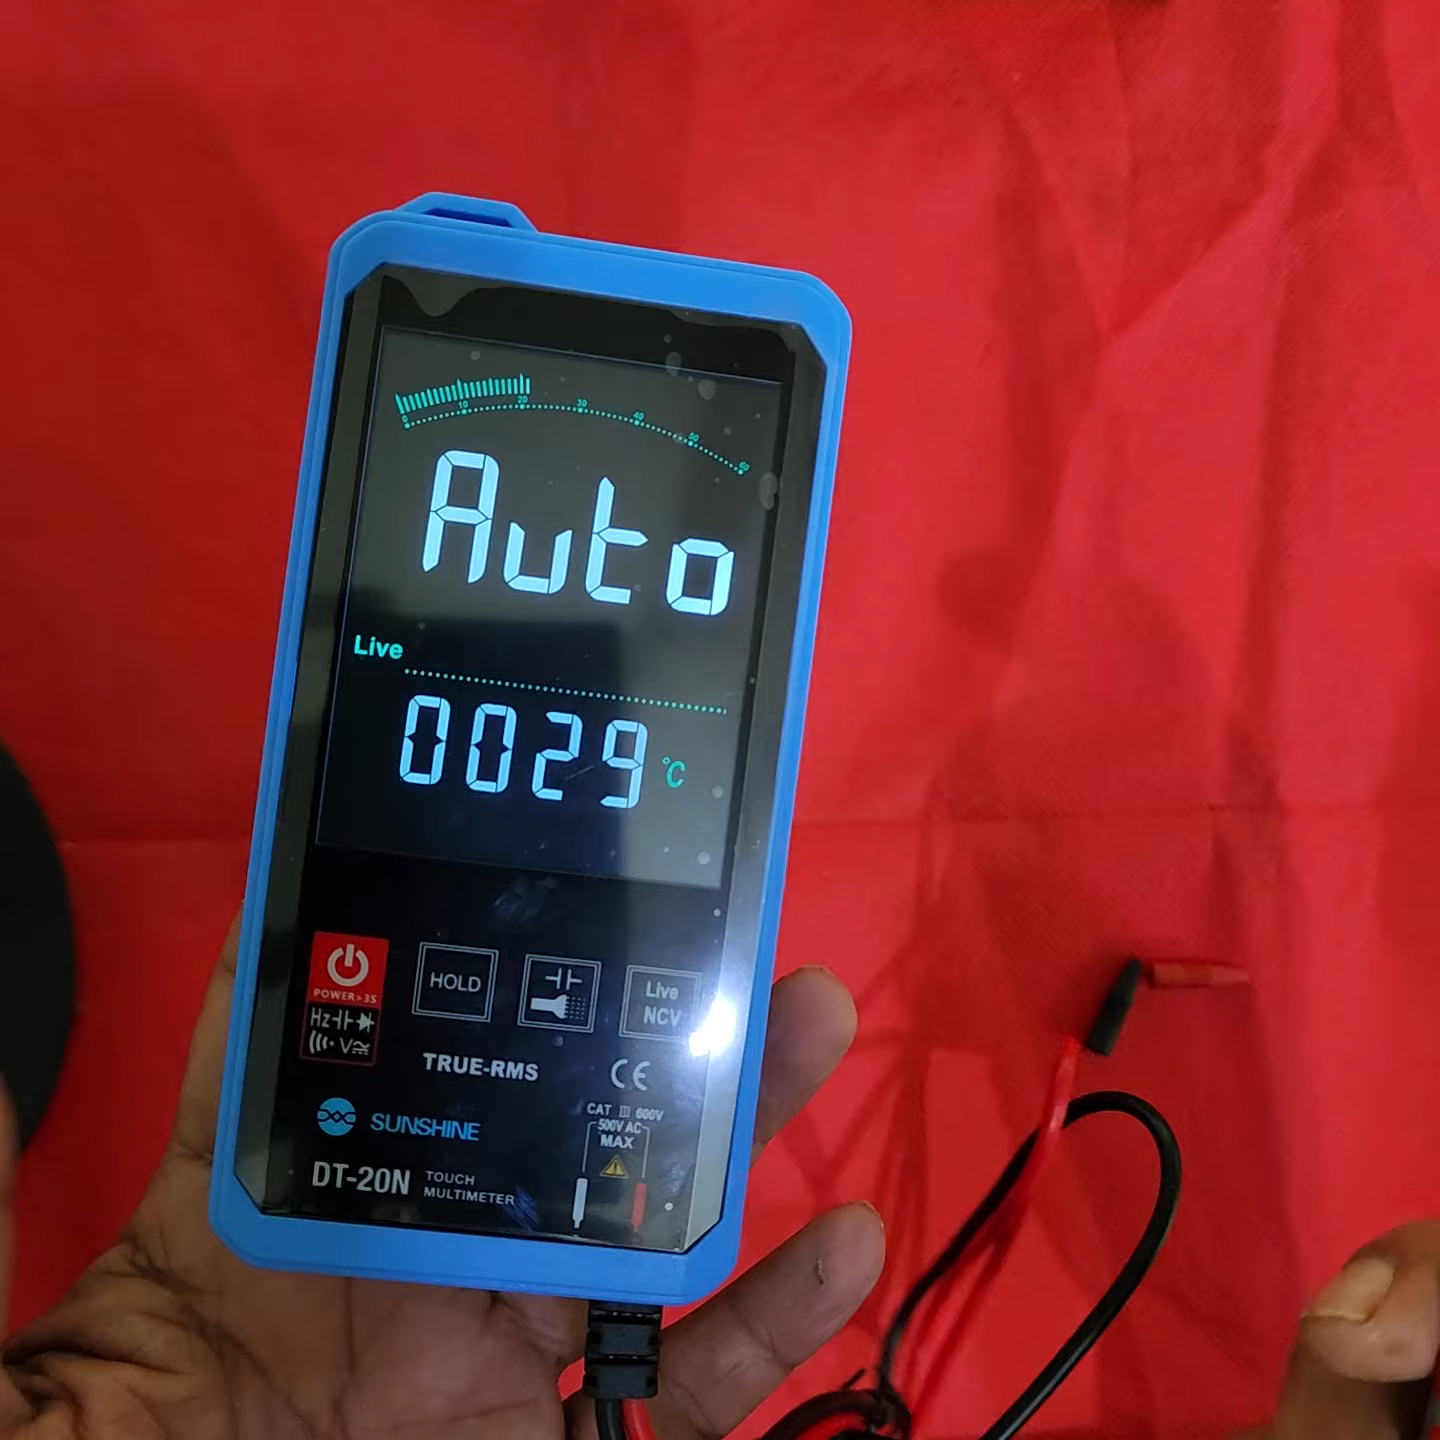 0 10 20 30 40 50 60
Auto
Live
0029 °C
POWER>3S
HOLD
Live
NCV
Hz
V
TRUE-RMS
CE
CAT III 600V
500V AC
MAX
SUNSHINE
DT-20N
TOUCH
MULTIMETER